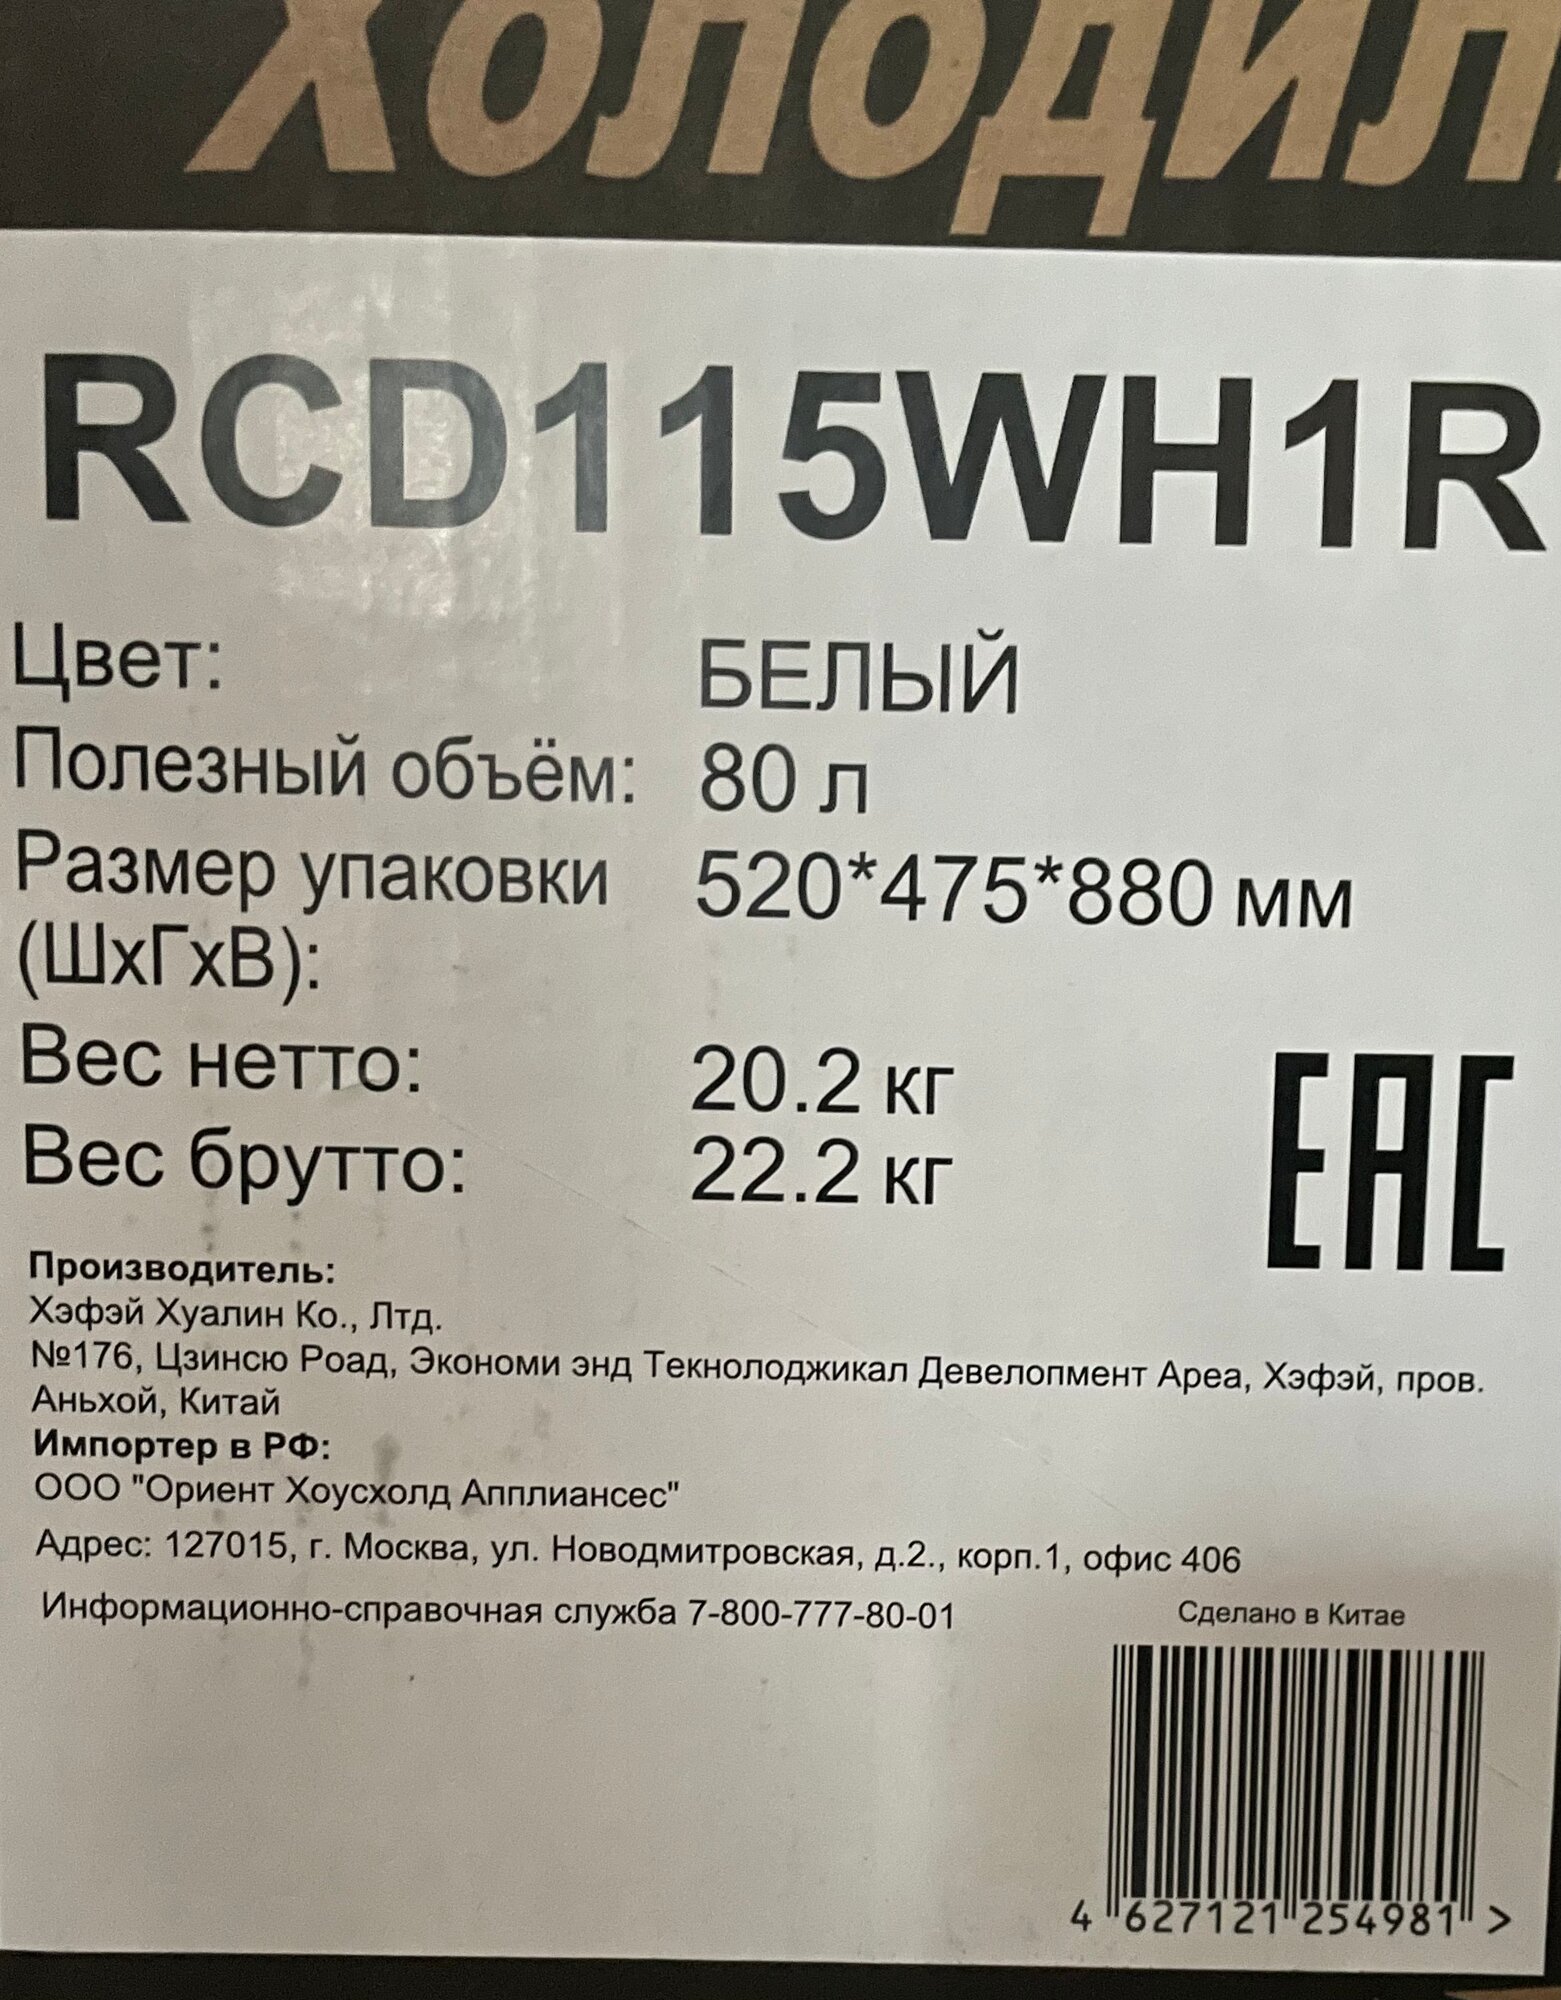 ХОЛОДИЛ
RCD115WH1R
Цвет: БЕЛЫЙ
Полезный объём: 80 л
Размер упаковки 520*475*880 мм
(ШхГхВ):
Вес нетто: 20.2 кг
Вес брутто: 22.2 кг
EAC
Производитель:
Хэфэй Хуалин Ко., Лтд.
№176, Цзинсю Роад, Экономи энд Текнолоджикал Девелопмент Ареа, Хэфэй, пров.
Аньхой, Китай
Импортер в РФ:
ООО "Ориент Хоусхолд Апплиансес"
Адрес: 127015, г. Москва, ул. Новодмитровская, д.2., корп.1, офис 406
Информационно-справочная служба 7-800-777-80-01
Сделано в Китае
4 627121 254981 >